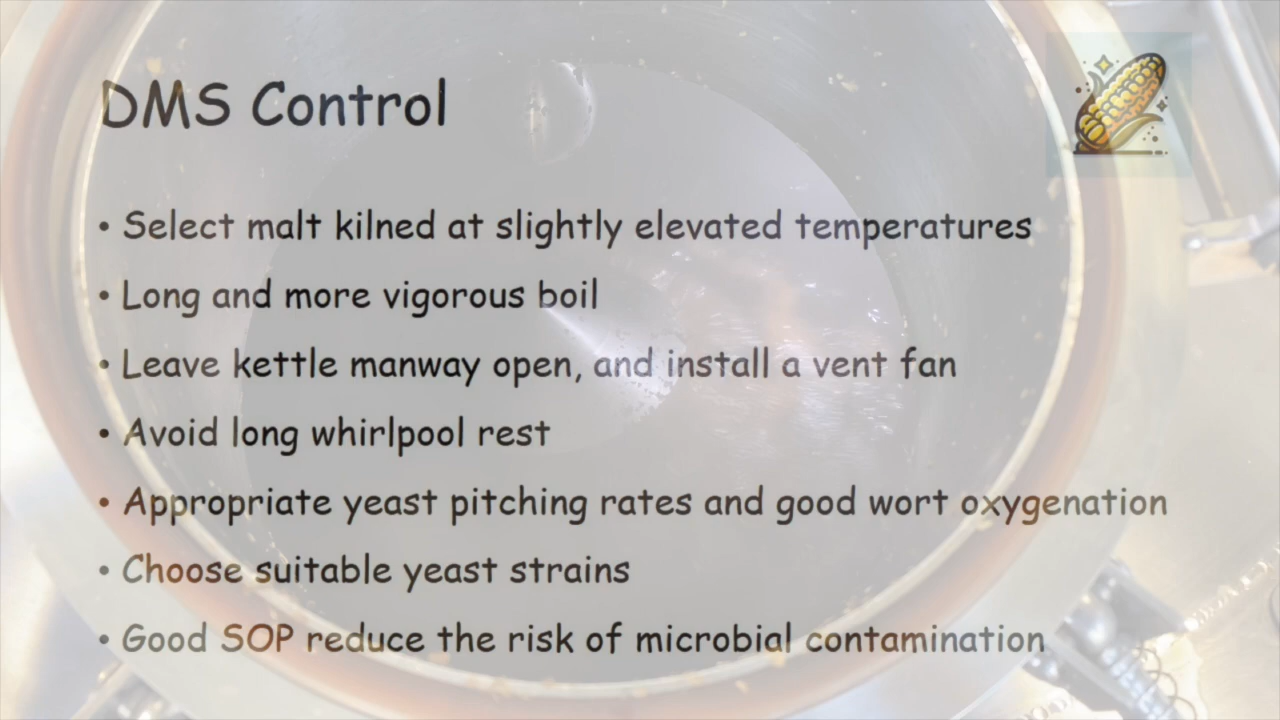 DMS Control
• Select malt kilned at slightly elevated temperatures
• Long and more vigorous boil
• Leave kettle manway open, and install a vent fan
• Avoid long whirlpool rest
• Appropriate yeast pitching rates and good wort oxygenation
• Choose suitable yeast strains
• Good SOP reduce the risk of microbial contamination